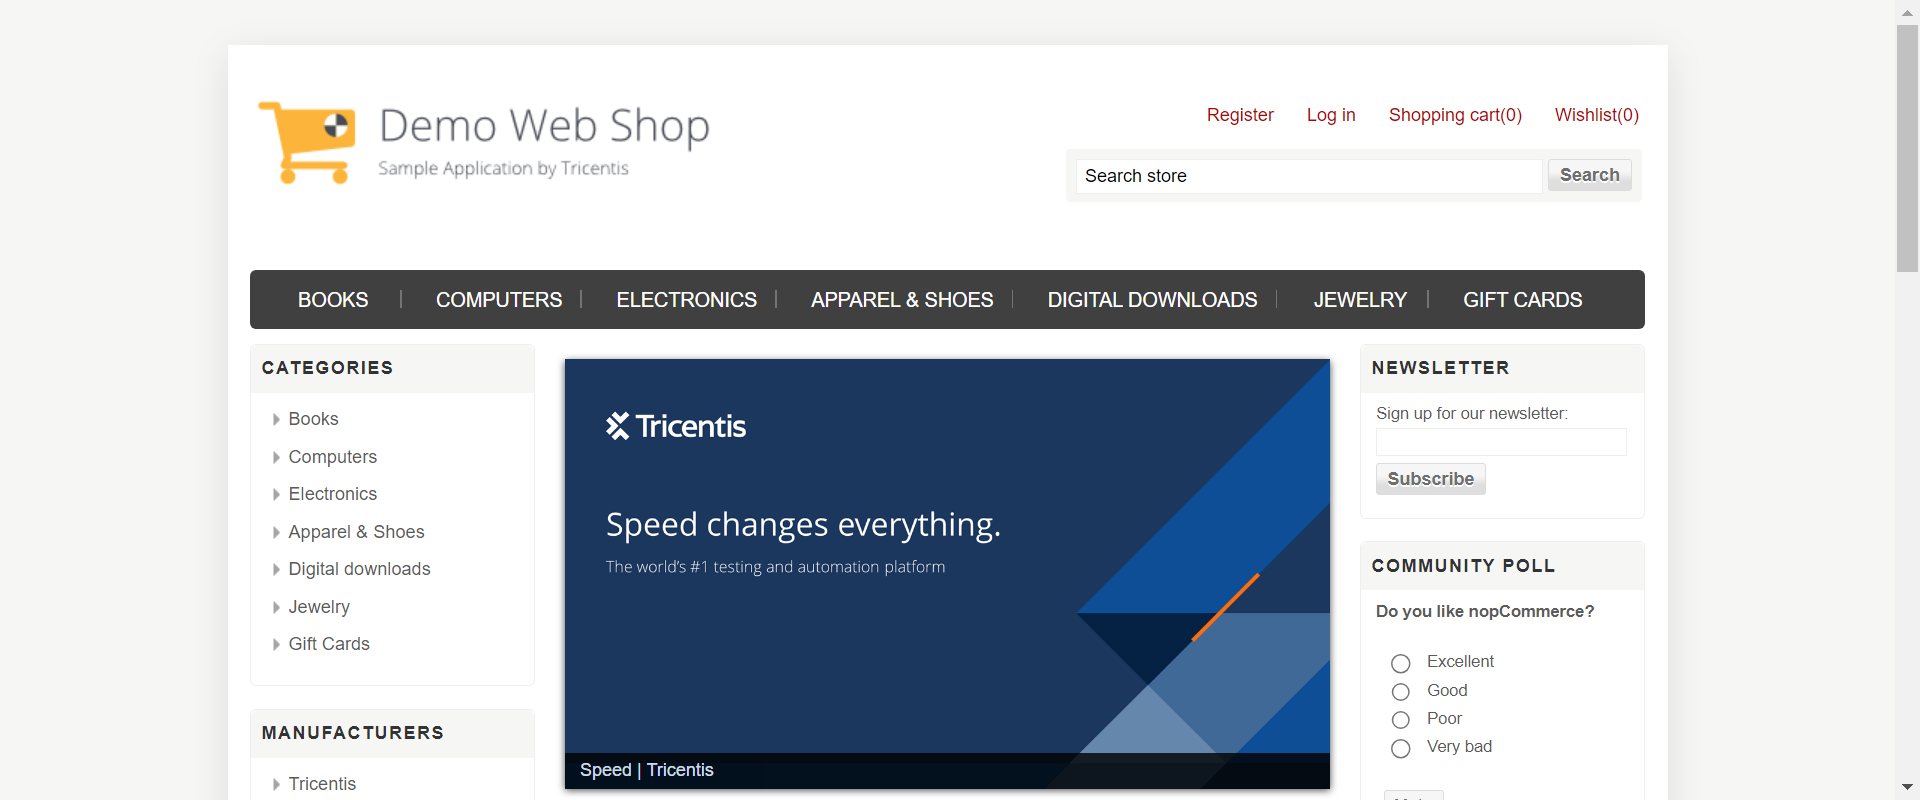 Demo Web Shop
Sample Application by Tricentis
Register Log in Shopping cart(0) Wishlist(0)
Search store Search
BOOKS COMPUTERS ELECTRONICS APPAREL & SHOES DIGITAL DOWNLOADS JEWELRY GIFT CARDS
CATEGORIES
Books
Computers
Electronics
Apparel & Shoes
Digital downloads
Jewelry
Gift Cards
MANUFACTURERS
Tricentis
Tricentis
Speed changes everything.
The world's #1 testing and automation platform
Speed | Tricentis
NEWSLETTER
Sign up for our newsletter:
Subscribe
COMMUNITY POLL
Do you like nopCommerce?
Excellent
Good
Poor
Very bad